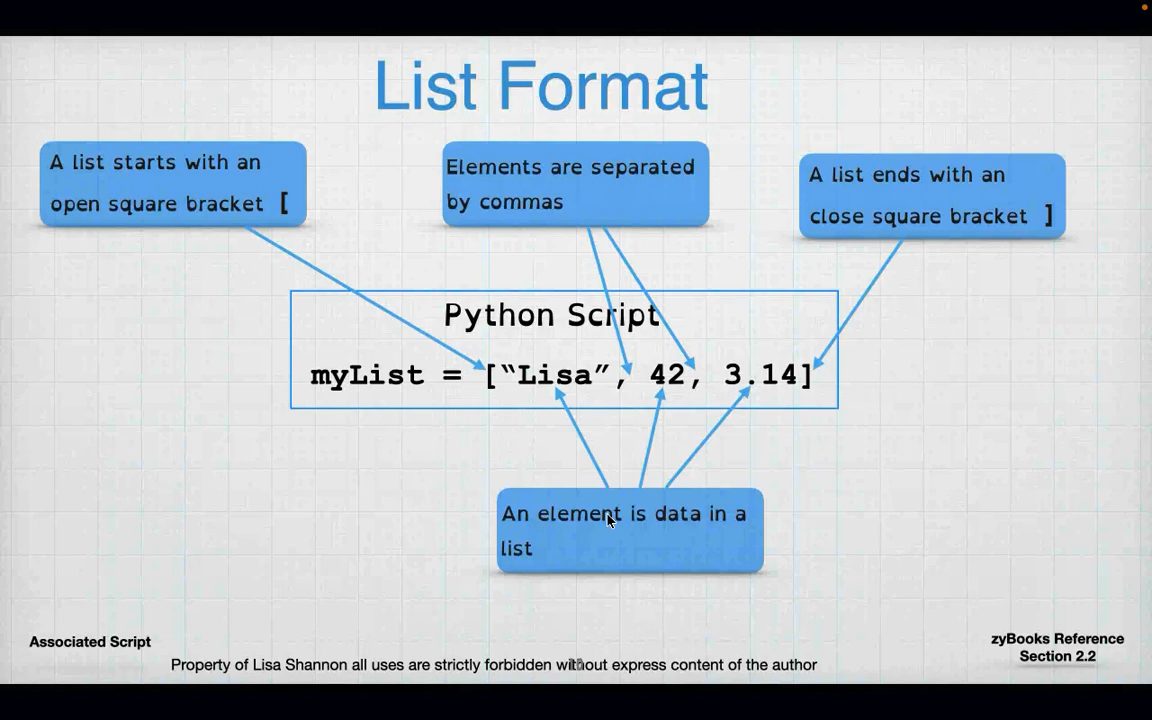 List Format
A list starts with an
open square bracket [
Elements are separated
by commas
A list ends with an
close square bracket ]
Python Script
myList = [“Lisa”, 42, 3.14]
An element is data in a
list
Associated Script
zyBooks Reference
Section 2.2
Property of Lisa Shannon all uses are strictly forbidden without express content of the author